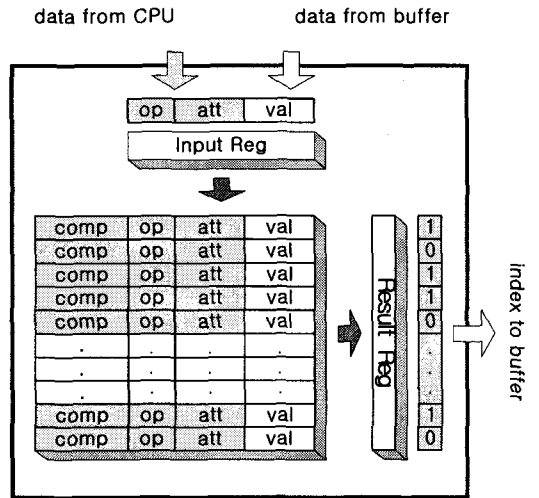 data from CPU data from buffer
op att val
Input Reg
comp op att val 1
comp op att val 0
comp op att val 1
comp op att val 1
comp op att val 0
. . . . .
. . . . .
. . . . .
comp op att val 1
comp op att val 0
Result Reg
index to buffer